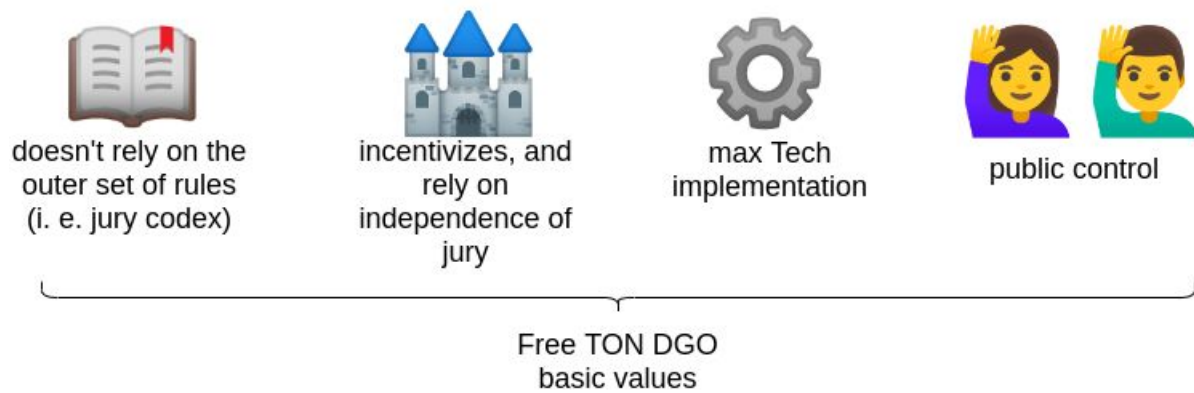 doesn't rely on the
outer set of rules
(i. e. jury codex)
incentivizes, and
rely on
independence of
jury
max Tech
implementation
public control
Free TON DGO
basic values